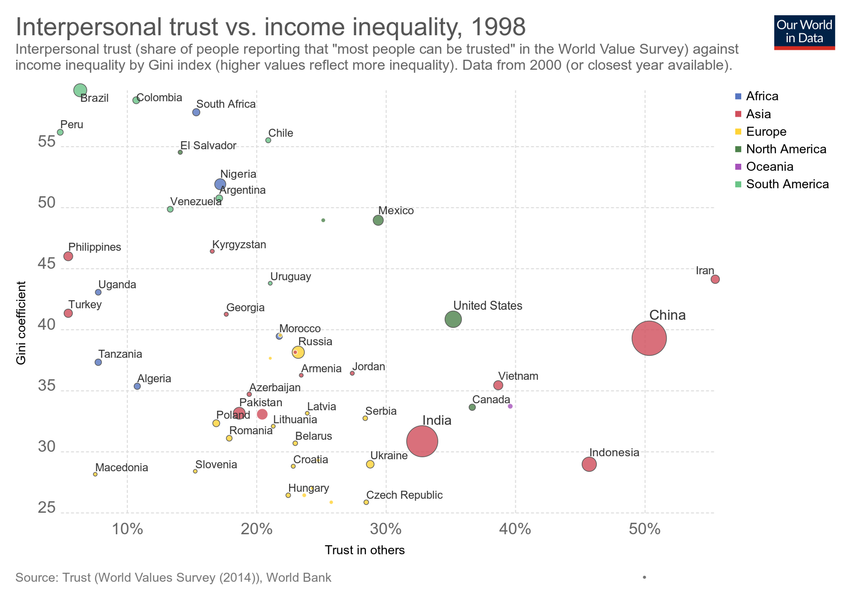 Interpersonal trust vs. income inequality, 1998
Our World
in Data
Interpersonal trust (share of people reporting that "most people can be trusted" in the World Value Survey) against
income inequality by Gini index (higher values reflect more inequality). Data from 2000 (or closest year available).
Brazil
Colombia
South Africa
Peru
Chile
El Salvador
Nigeria
Argentina
Venezuela
Mexico
Kyrgyzstan
Philippines
Uruguay
Iran
Uganda
Turkey
Georgia
United States
China
Morocco
Russia
Tanzania
Armenia
Jordan
Algeria
Azerbaijan
Vietnam
Pakistan
Canada
Poland
Latvia
Lithuania
Serbia
India
Romania
Belarus
Croatia
Ukraine
Indonesia
Macedonia
Slovenia
Hungary
Czech Republic
Africa
Asia
Europe
North America
Oceania
South America
55
50
45
40
35
30
25
Gini coefficient
10%
20%
30%
40%
50%
Trust in others
Source: Trust (World Values Survey (2014)), World Bank